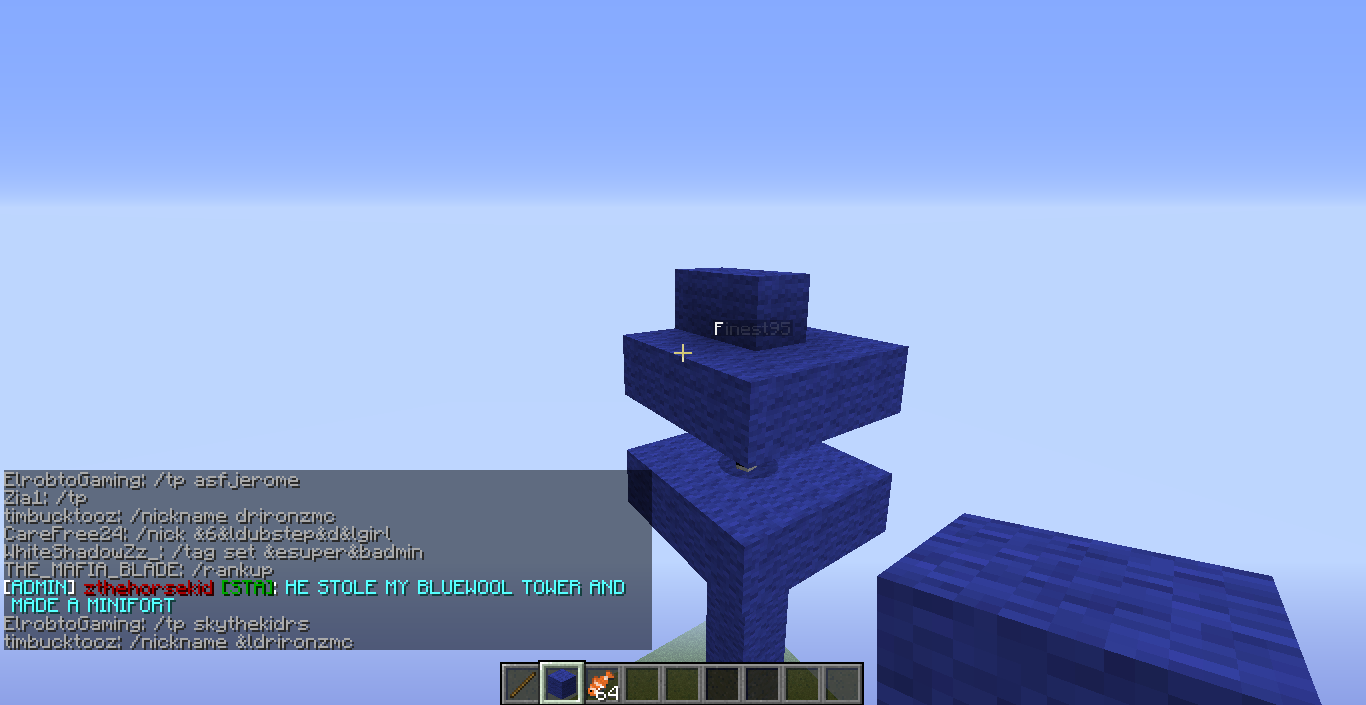 Finest95
ElrobtoGaming: /tp asfjerome
Zia1: /tp
timbucktooz: /nickname drironzmc
CareFree24: /nick &6&ldubstep&d&lgirl
WhiteShadowZz_: /tag set &esuper&badmin
THE_MAFIA_BLADE: /rankup
[ADMIN] zthehorsekid [STA]: HE STOLE MY BLUEWOOL TOWER AND
MADE A MINIFORT
ElrobtoGaming: /tp skythekidrs
timbucktooz: /nickname &ldrironzmc
64